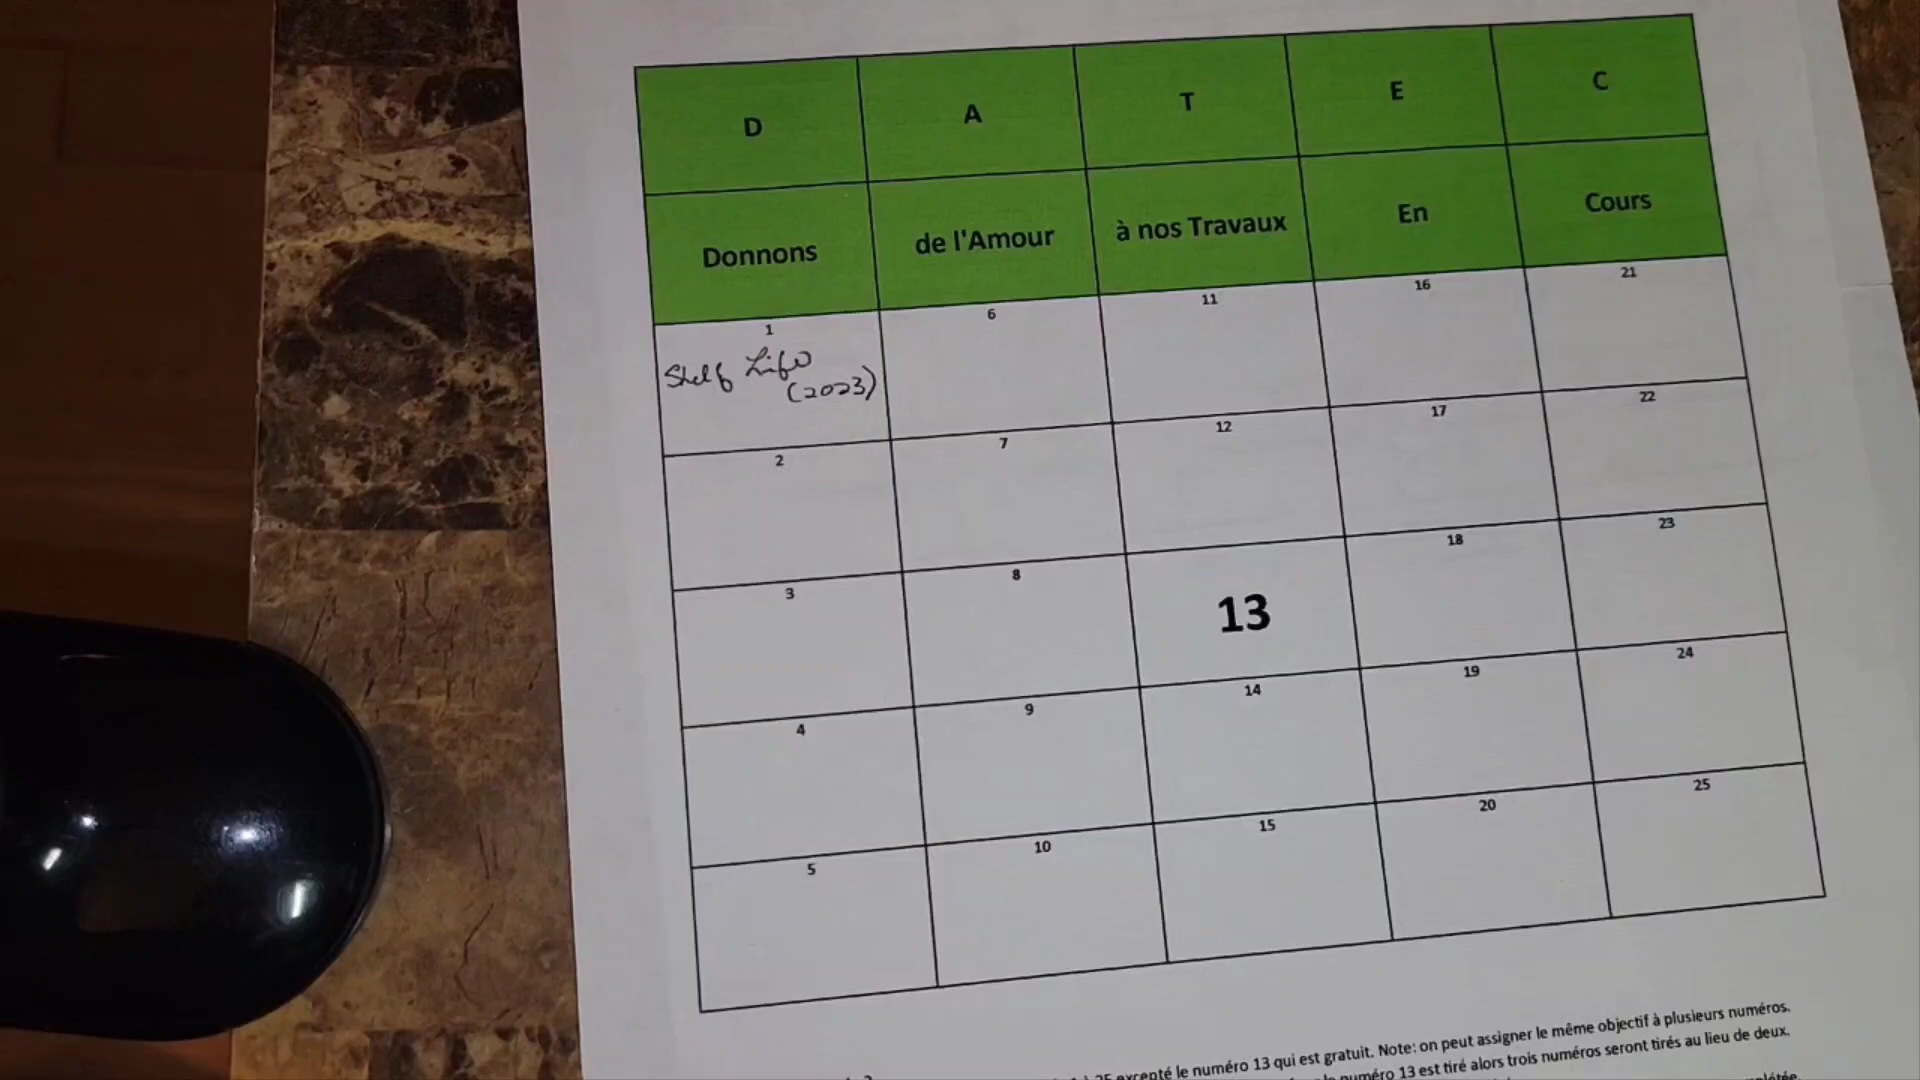 D A T E C
Donnons de l'Amour à nos Travaux En Cours
1 6 11 16 21
Shelf Life
(2023)
2 7 12 17 22
3 8 13 18 23
4 9 14 19 24
5 10 15 20 25
excepté le numéro 13 qui est gratuit. Note: on peut assigner le même objectif à plusieurs numéros.
numéro 13 est tiré alors trois numéros seront tirés au lieu de deux.